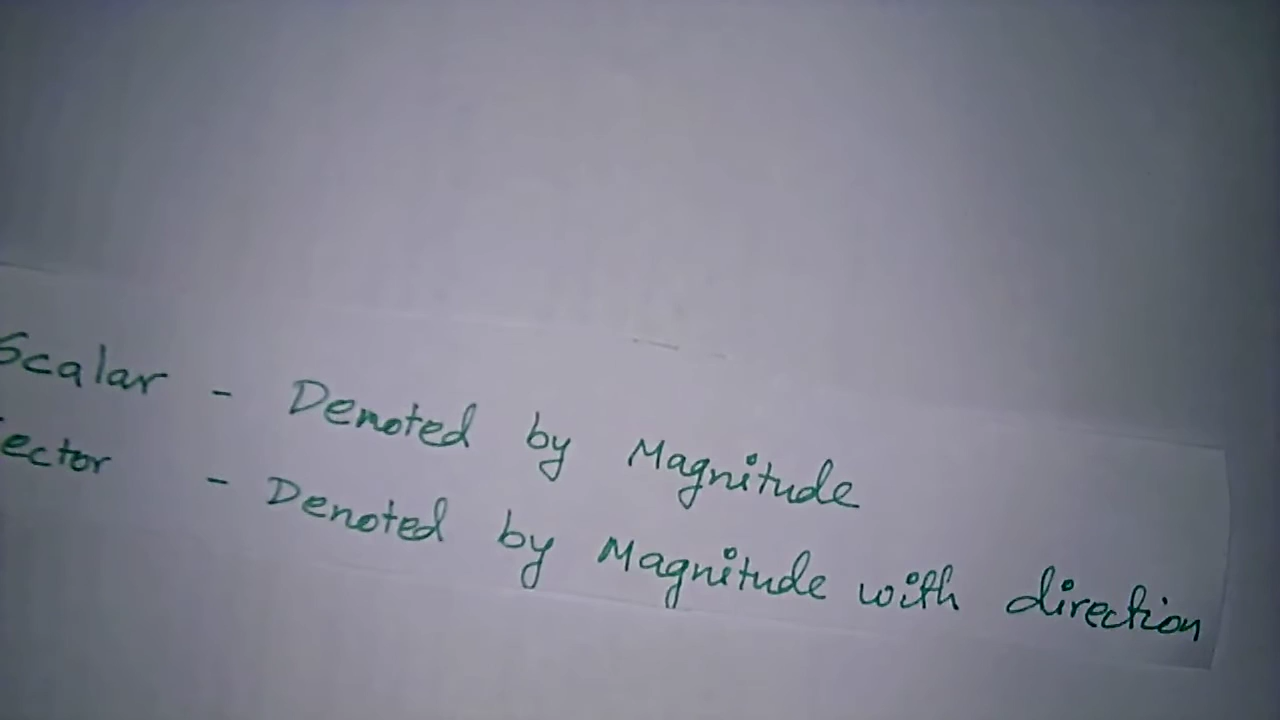 Scalar - Denoted by Magnitude
ector - Denoted by Magnitude with direction